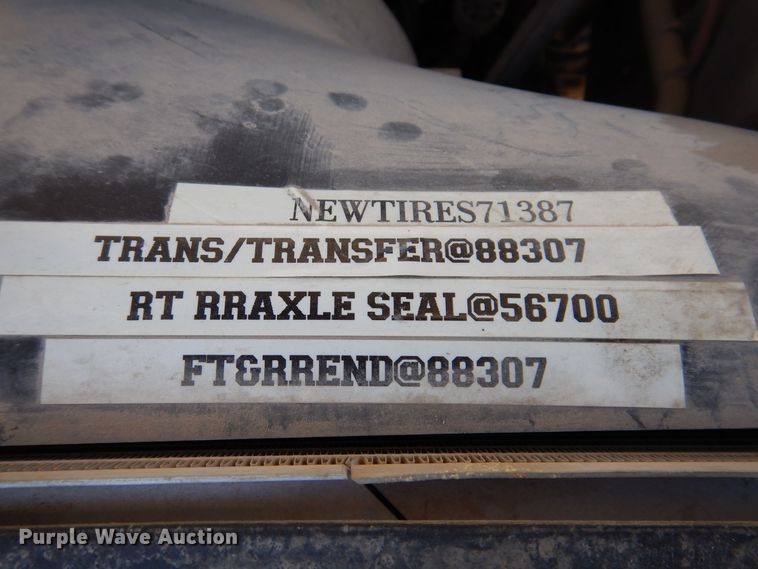 NEWTIRES71387
TRANS/TRANSFER@88307
RT RRAXLE SEAL@56700
FT&RREND@88307
Purple Wave Auction